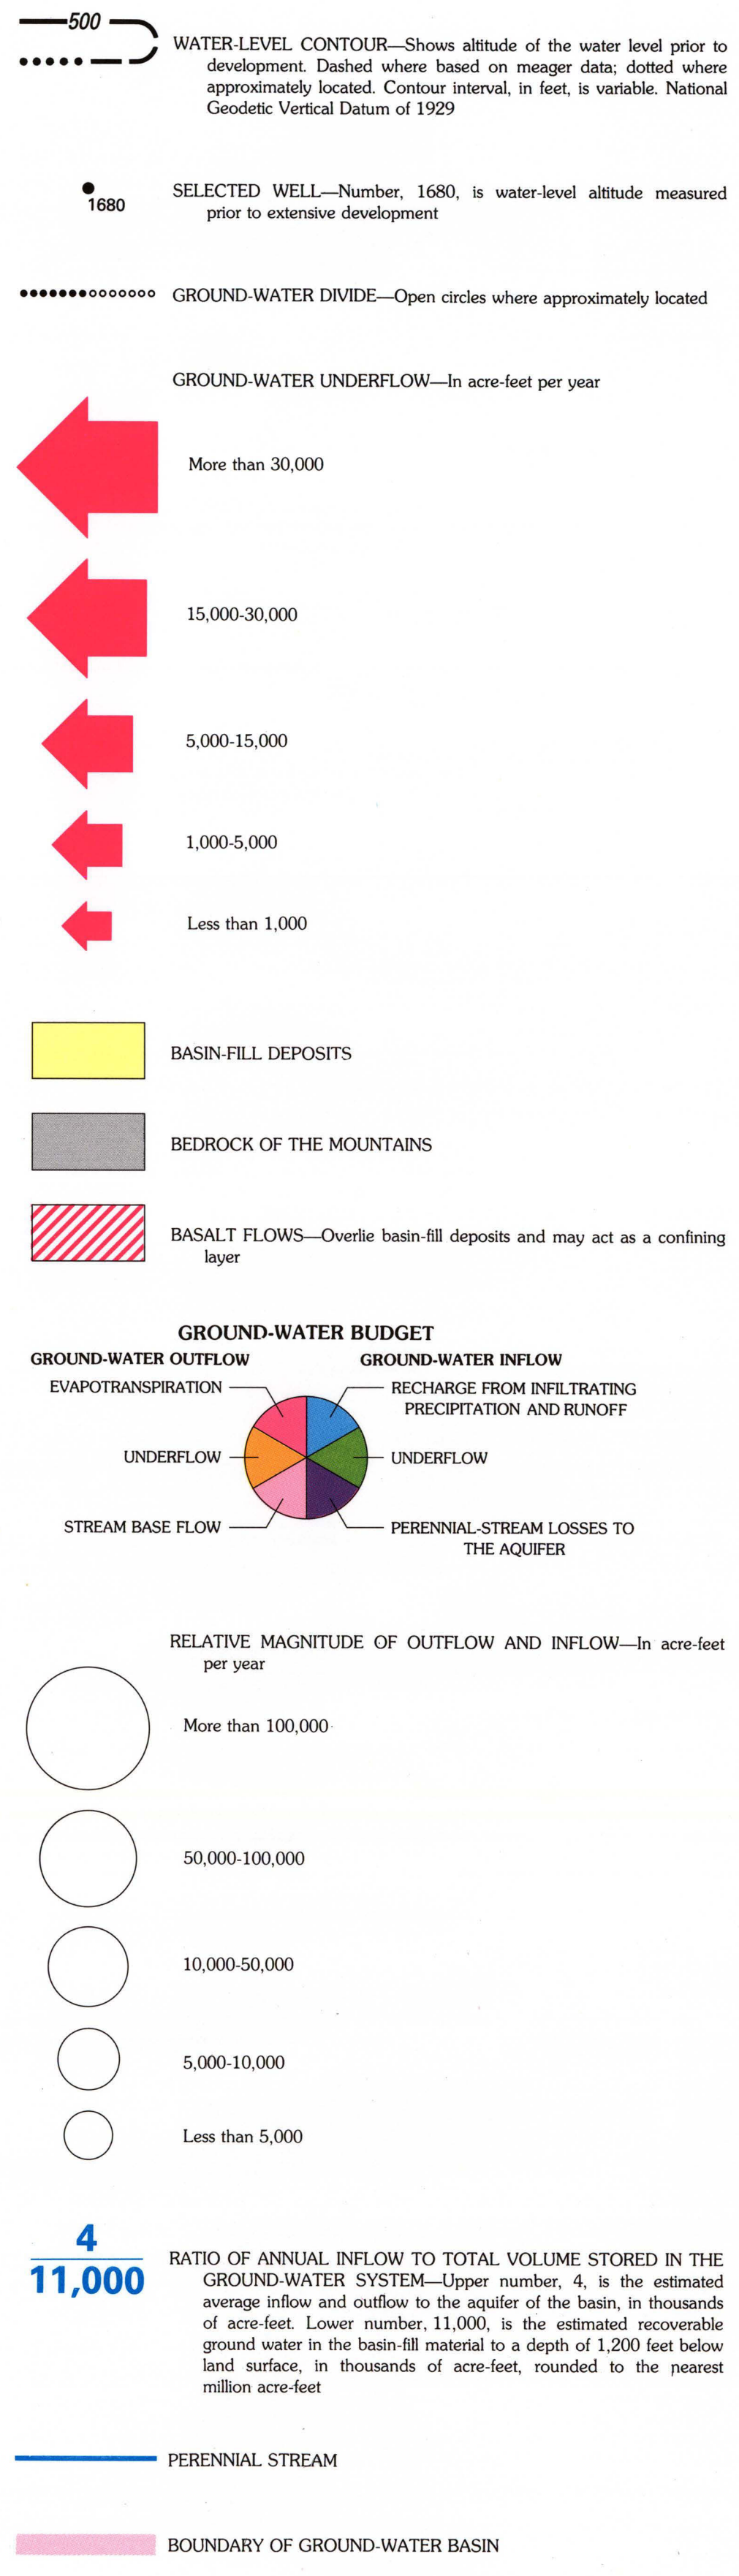 500
WATER-LEVEL CONTOUR—Shows altitude of the water level prior to
development. Dashed where based on meager data; dotted where
approximately located. Contour interval, in feet, is variable. National
Geodetic Vertical Datum of 1929
1680
SELECTED WELL—Number, 1680, is water-level altitude measured
prior to extensive development
GROUND-WATER DIVIDE—Open circles where approximately located
GROUND-WATER UNDERFLOW—In acre-feet per year
More than 30,000
15,000-30,000
5,000-15,000
1,000-5,000
Less than 1,000
BASIN-FILL DEPOSITS
BEDROCK OF THE MOUNTAINS
BASALT FLOWS—Overlie basin-fill deposits and may act as a confining
layer
GROUND-WATER BUDGET
GROUND-WATER OUTFLOW
GROUND-WATER INFLOW
EVAPOTRANSPIRATION
RECHARGE FROM INFILTRATING
PRECIPITATION AND RUNOFF
UNDERFLOW
UNDERFLOW
STREAM BASE FLOW
PERENNIAL-STREAM LOSSES TO
THE AQUIFER
RELATIVE MAGNITUDE OF OUTFLOW AND INFLOW—In acre-feet
per year
More than 100,000
50,000-100,000
10,000-50,000
5,000-10,000
Less than 5,000
4
11,000
RATIO OF ANNUAL INFLOW TO TOTAL VOLUME STORED IN THE
GROUND-WATER SYSTEM—Upper number, 4, is the estimated
average inflow and outflow to the aquifer of the basin, in thousands
of acre-feet. Lower number, 11,000, is the estimated recoverable
ground water in the basin-fill material to a depth of 1,200 feet below
land surface, in thousands of acre-feet, rounded to the nearest
million acre-feet
PERENNIAL STREAM
BOUNDARY OF GROUND-WATER BASIN